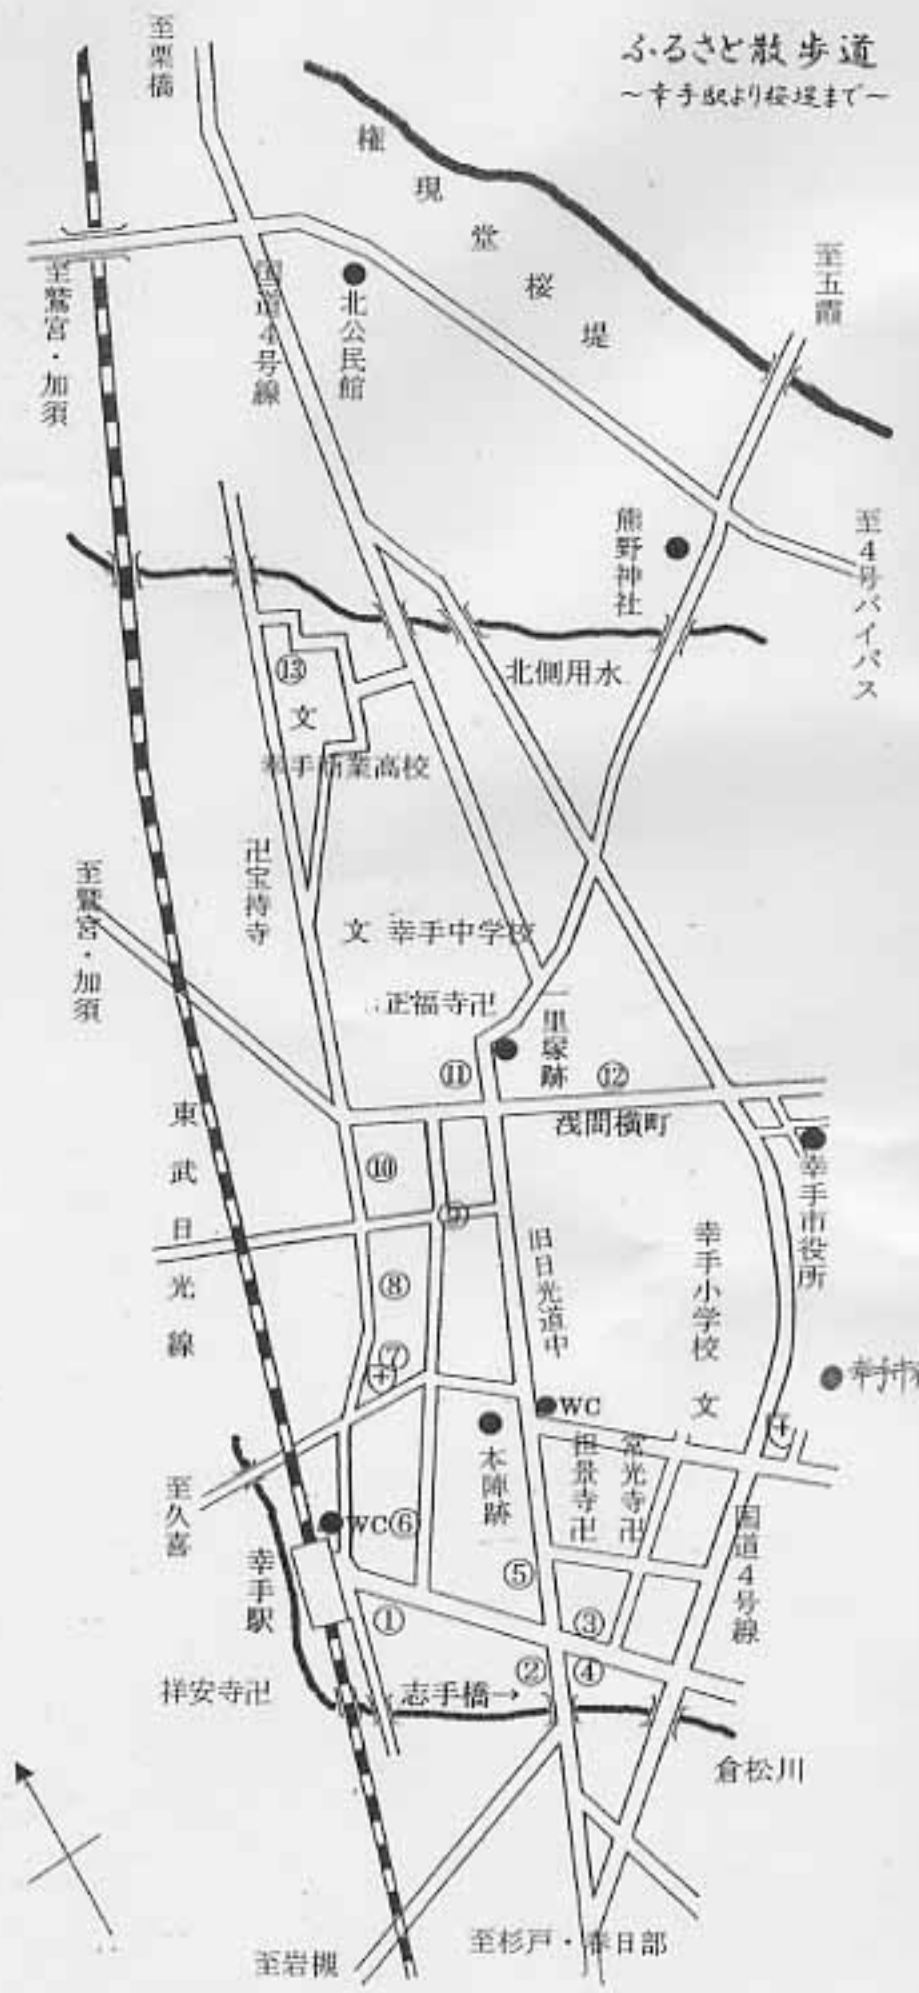 ふるさと散歩道
～幸手駅より桜堤まで～
至栗橋
権現堂桜堤
至五霞
至鷲宮・加須
国道4号線
北公民館
熊野神社
至4号バイパス
北側用水
⑬
文
幸手商業高校
卍宝持寺
至鷲宮・加須
文 幸手中学校
正福寺卍
一里塚跡
⑪
⑫
浅間横町
東武日光線
⑩
幸手市役所
⑨
旧日光道中
幸手小学校
文
⑧
⑦
幸手市
WC
本陣跡
担景寺卍
常光寺卍
至久喜
WC⑥
幸手駅
国道4号線
⑤
①
③
②
④
祥安寺卍
志手橋→
倉松川
至岩槻
至杉戸・春日部